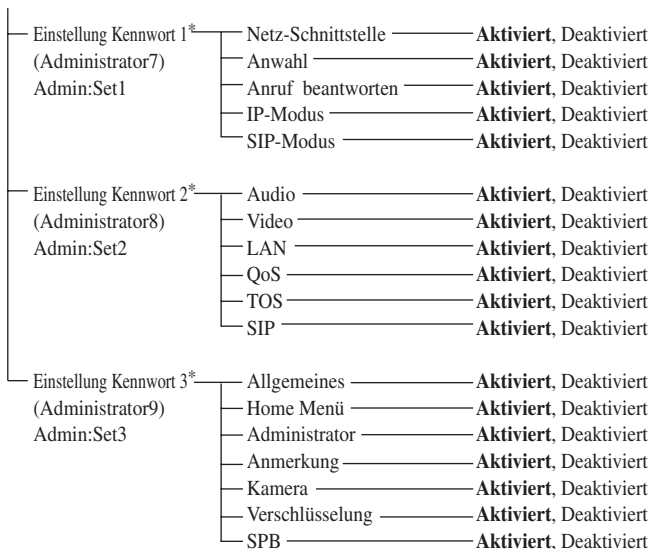 Einstellung Kennwort 1* Netz-Schnittstelle Aktiviert, Deaktiviert
(Administrator7) Anwahl Aktiviert, Deaktiviert
Admin:Set1 Anruf beantworten Aktiviert, Deaktiviert
IP-Modus Aktiviert, Deaktiviert
SIP-Modus Aktiviert, Deaktiviert
Einstellung Kennwort 2* Audio Aktiviert, Deaktiviert
(Administrator8) Video Aktiviert, Deaktiviert
Admin:Set2 LAN Aktiviert, Deaktiviert
QoS Aktiviert, Deaktiviert
TOS Aktiviert, Deaktiviert
SIP Aktiviert, Deaktiviert
Einstellung Kennwort 3* Allgemeines Aktiviert, Deaktiviert
(Administrator9) Home Menü Aktiviert, Deaktiviert
Admin:Set3 Administrator Aktiviert, Deaktiviert
Anmerkung Aktiviert, Deaktiviert
Kamera Aktiviert, Deaktiviert
Verschlüsselung Aktiviert, Deaktiviert
SPB Aktiviert, Deaktiviert